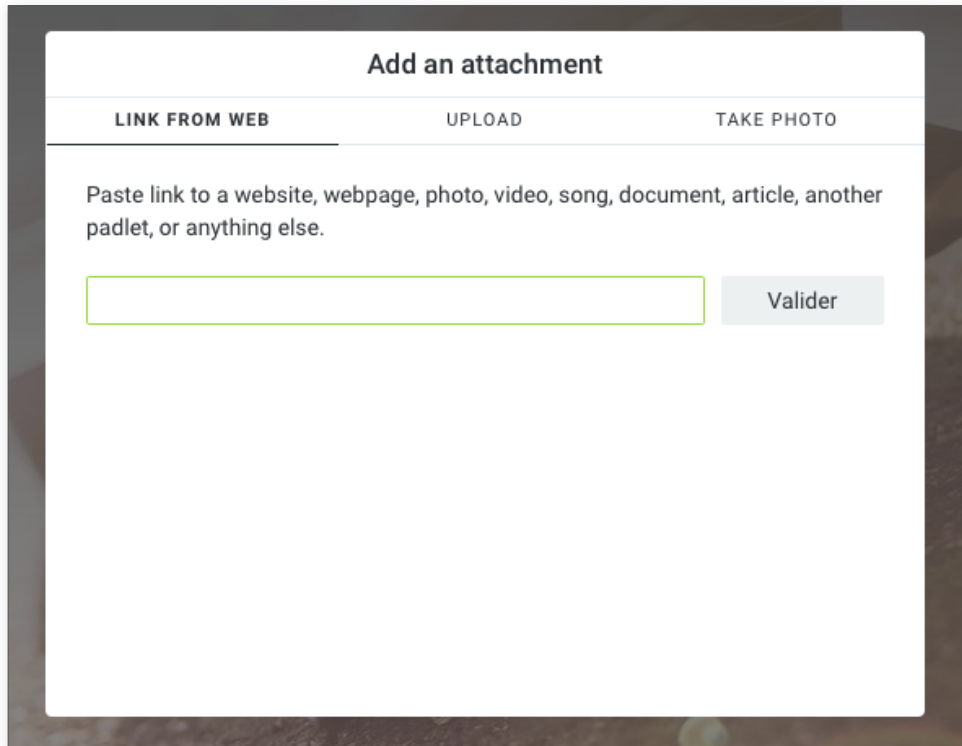 Add an attachment
LINK FROM WEB
UPLOAD
TAKE PHOTO
Paste link to a website, webpage, photo, video, song, document, article, another
padlet, or anything else.
Valider